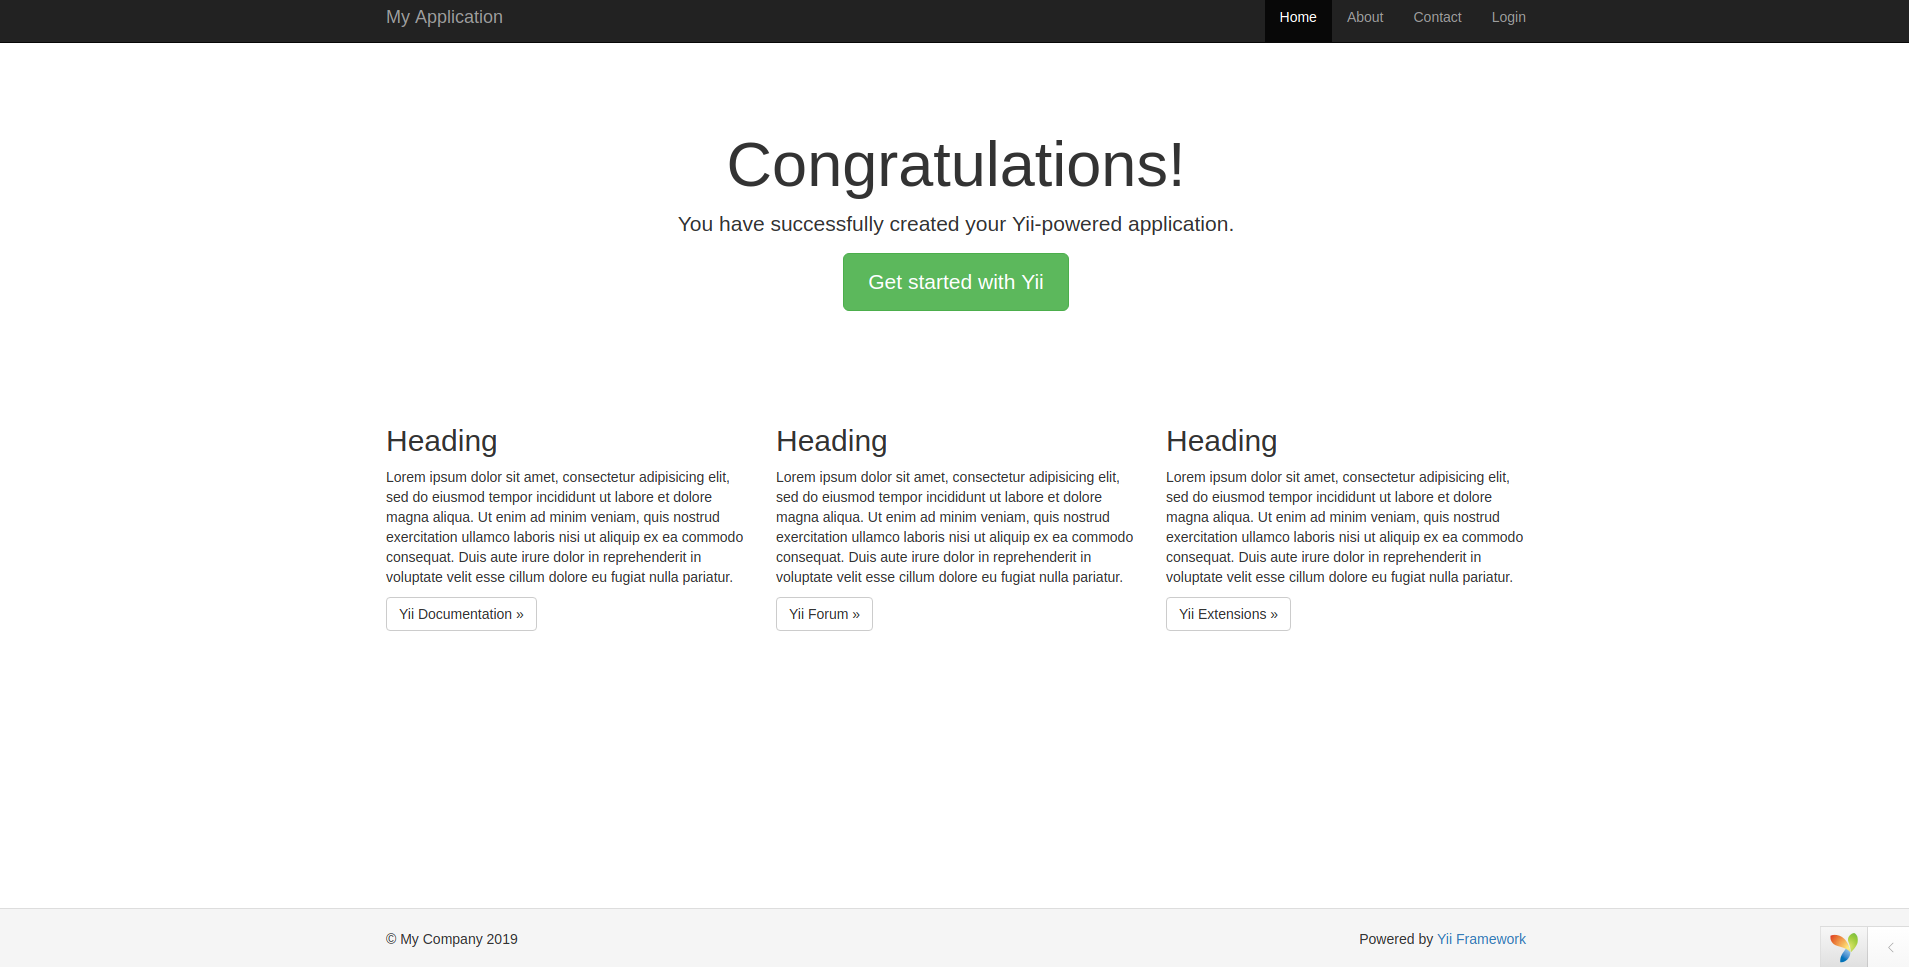 My Application
Home About Contact Login
Congratulations!
You have successfully created your Yii-powered application.
Get started with Yii
Heading
Lorem ipsum dolor sit amet, consectetur adipisicing elit,
sed do eiusmod tempor incididunt ut labore et dolore
magna aliqua. Ut enim ad minim veniam, quis nostrud
exercitation ullamco laboris nisi ut aliquip ex ea commodo
consequat. Duis aute irure dolor in reprehenderit in
voluptate velit esse cillum dolore eu fugiat nulla pariatur.
Yii Documentation »
Heading
Lorem ipsum dolor sit amet, consectetur adipisicing elit,
sed do eiusmod tempor incididunt ut labore et dolore
magna aliqua. Ut enim ad minim veniam, quis nostrud
exercitation ullamco laboris nisi ut aliquip ex ea commodo
consequat. Duis aute irure dolor in reprehenderit in
voluptate velit esse cillum dolore eu fugiat nulla pariatur.
Yii Forum »
Heading
Lorem ipsum dolor sit amet, consectetur adipisicing elit,
sed do eiusmod tempor incididunt ut labore et dolore
magna aliqua. Ut enim ad minim veniam, quis nostrud
exercitation ullamco laboris nisi ut aliquip ex ea commodo
consequat. Duis aute irure dolor in reprehenderit in
voluptate velit esse cillum dolore eu fugiat nulla pariatur.
Yii Extensions »
© My Company 2019
Powered by Yii Framework